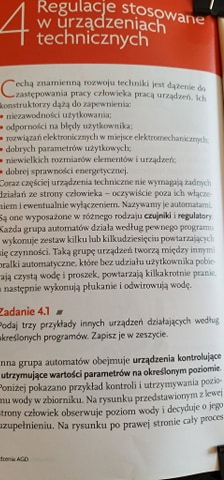 4 Regulacje stosowane
w urządzeniach
technicznych
Cechą znamienną rozwoju techniki jest dążenie do
zastępowania pracy człowieka pracą urządzeń. Ich
konstruktorzy dążą do zapewnienia:
• niezawodności użytkowania;
• odporności na błędy użytkownika;
• rozwiązań elektronicznych w miejsce elektromechanicznych;
• dobrych parametrów użytkowych;
• niewielkich rozmiarów elementów i urządzeń;
• dobrej sprawności energetycznej.
Coraz częściej urządzenia techniczne nie wymagają żadnych
działań ze strony człowieka – oczywiście poza ich włącze-
niem i ewentualnie wyłączeniem. Nazywamy je automatami.
Są one wyposażone w różnego rodzaju czujniki i regulatory.
Każda grupa automatów działa według pewnego programu
wykonuje zestaw kilku lub kilkudziesięciu powtarzających
się czynności. Taką grupę urządzeń tworzą między innymi
pralki automatyczne, które bez udziału użytkownika pobie-
rają czystą wodę i proszek, powtarzają kilkakrotnie pranie,
następnie wykonują płukanie i odwirowują wodę.
Zadanie 4.1
Podaj trzy przykłady innych urządzeń działających według
określonych programów. Zapisz je w zeszycie.
Inna grupa automatów obejmuje urządzenia kontrolujące
i utrzymujące wartości parametrów na określonym poziomie.
Poniżej pokazano przykład kontroli i utrzymywania pozio-
mu wody w zbiorniku. Na rysunku przedstawionym z lewej
strony człowiek obserwuje poziom wody i decyduje o jego
uzupełnieniu. Na rysunku po prawej stronie cały proces
AGD